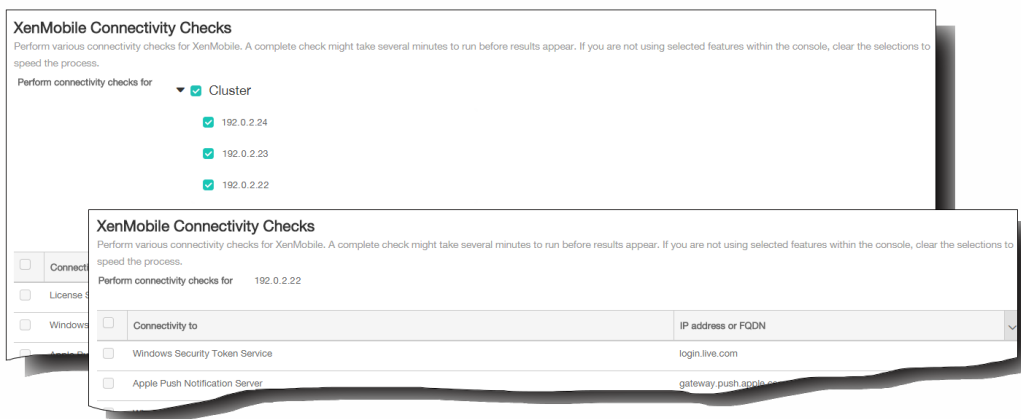 XenMobile Connectivity Checks
Perform various connectivity checks for XenMobile. A complete check might take several minutes to run before results appear. If you are not using selected features within the console, clear the selections to
speed the process.
Perform connectivity checks for
Cluster
192.0.2.24
192.0.2.23
192.0.2.22
Connecti
License S
Windows
XenMobile Connectivity Checks
Perform various connectivity checks for XenMobile. A complete check might take several minutes to run before results appear. If you are not using selected features within the console, clear the selections to
speed the process.
Perform connectivity checks for 192.0.2.22
Connectivity to IP address or FQDN
Windows Security Token Service login.live.com
Apple Push Notification Server gateway.push.apple